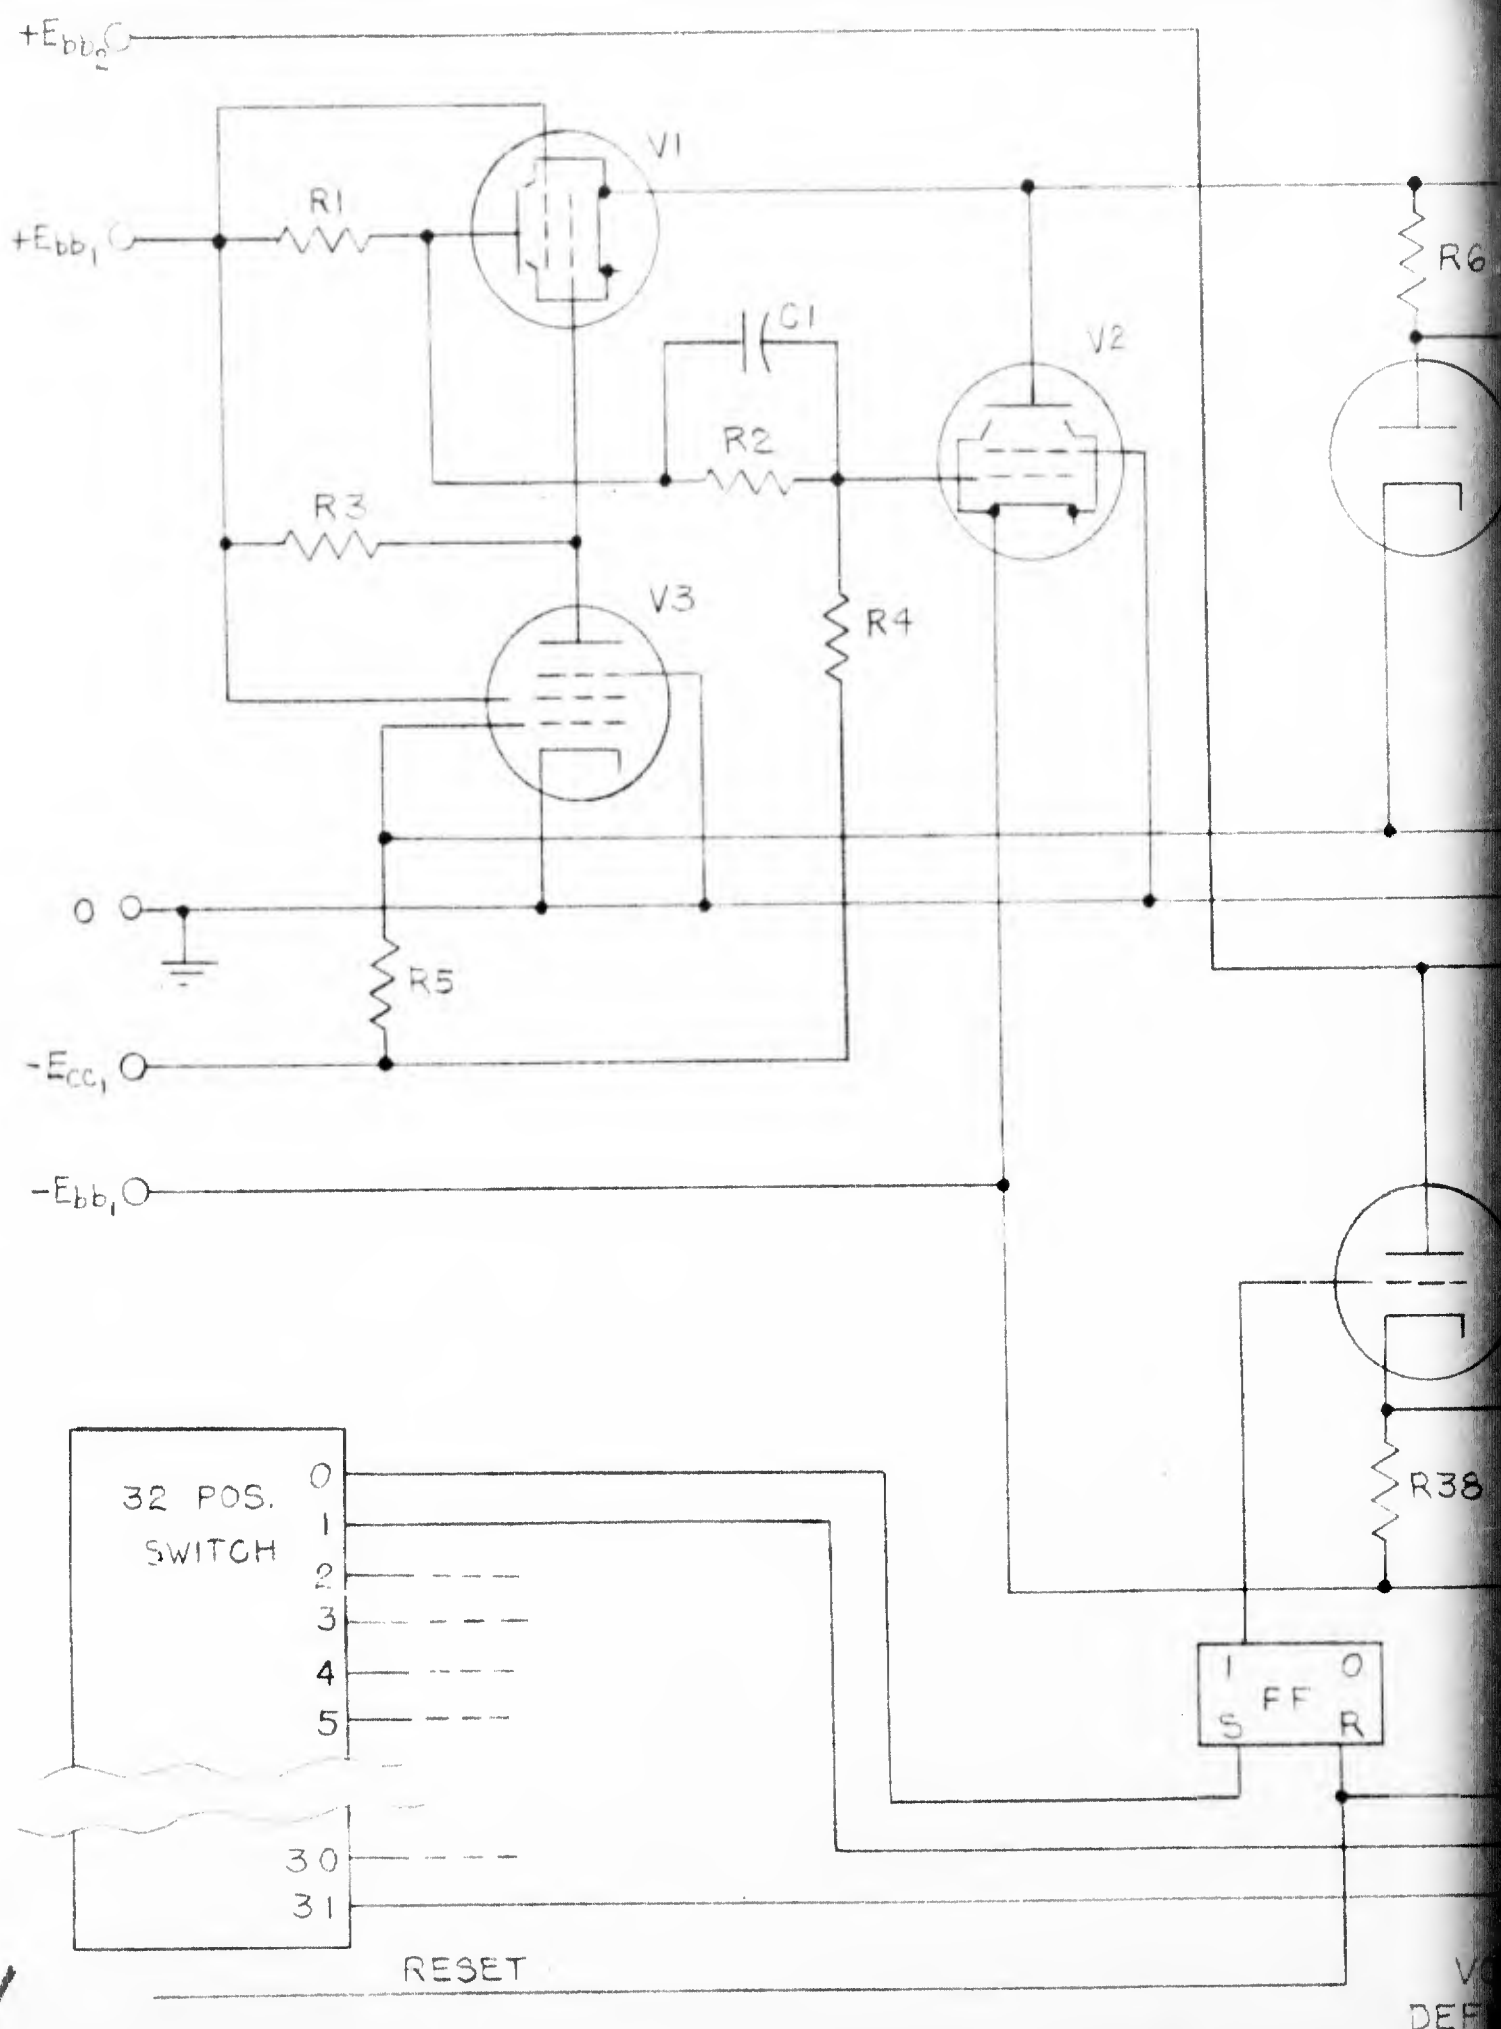 +Ebb2
V1
R1
+Ebb1
R6
C1
V2
R2
R3
V3
R4
0
R5
-Ecc1
-Ebb1
32 POS.
SWITCH
0
1
2
3
4
5
30
31
R38
1 0
FF
S R
RESET